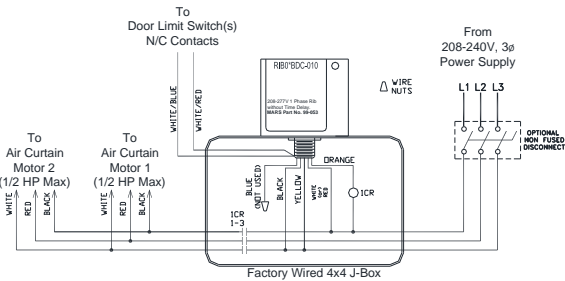 To
Door Limit Switch(s)
N/C Contacts
From
208-240V, 3ø
Power Supply
RIB0*BDC-010
208-277V 1 Phase Rib
without Time Delay.
MARS Part No. 99-053
WIRE
NUTS
L1 L2 L3
WHITE/BLUE
WHITE/RED
OPTIONAL
NON FUSED
DISCONNECT
To
Air Curtain
Motor 2
(1/2 HP Max)
To
Air Curtain
Motor 1
(1/2 HP Max)
WHITE
RED
BLACK
WHITE
RED
BLACK
BLUE
(NOT USED)
BLACK
YELLOW
WHITE
(or)
RED
ORANGE
1CR
1CR
1-3
Factory Wired 4x4 J-Box